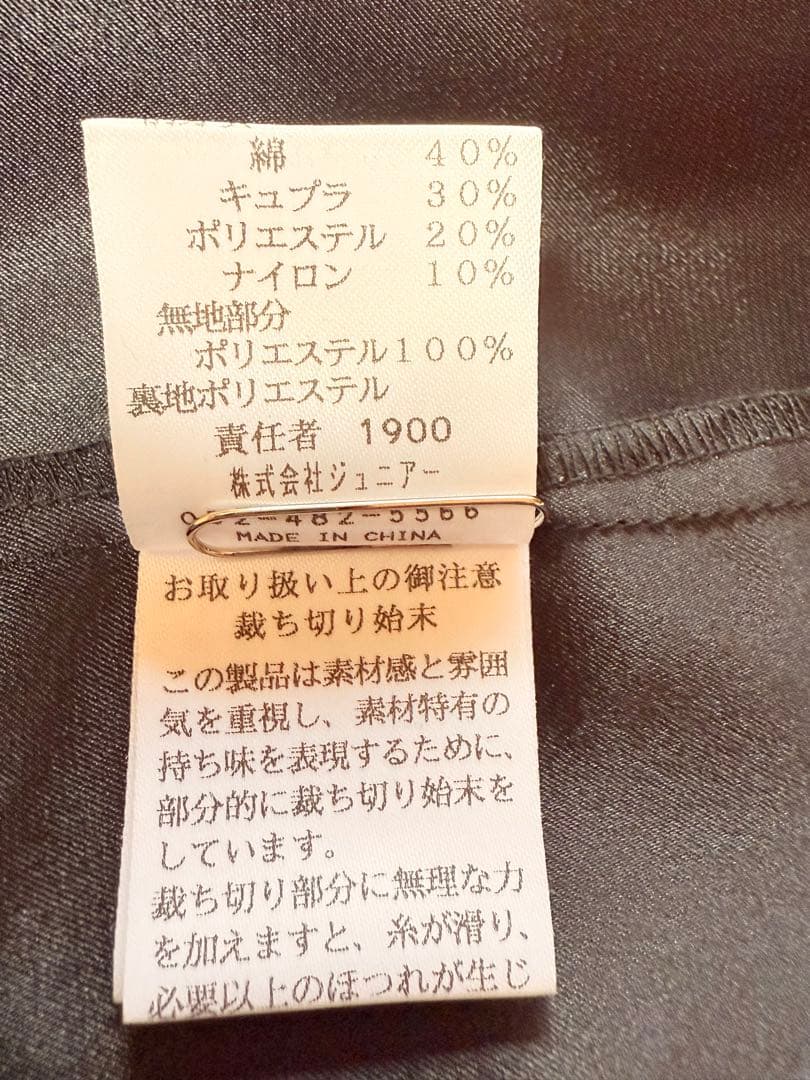 綿 40%
キュプラ 30%
ポリエステル 20%
ナイロン 10%
無地部分
ポリエステル100%
裏地ポリエステル
責任者 1900
株式会社ジュニアー
482-5566
MADE IN CHINA
お取り扱い上の御注意
裁ち切り始末
この製品は素材感と雰囲
気を重視し、素材特有の
持ち味を表現するために、
部分的に裁ち切り始末を
しています。
裁ち切り部分に無理な力
を加えますと、糸が滑り、
必要以上のほつれが生じ